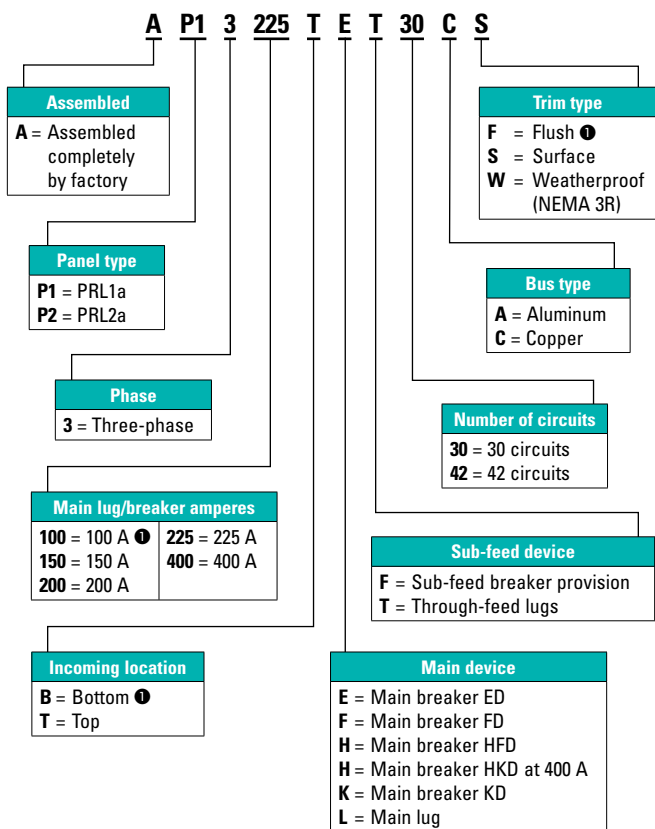 A P1 3 225 T E T 30 C S
Assembled
A = Assembled
completely
by factory
Trim type
F = Flush ❶
S = Surface
W = Weatherproof
(NEMA 3R)
Panel type
P1 = PRL1a
P2 = PRL2a
Bus type
A = Aluminum
C = Copper
Phase
3 = Three-phase
Number of circuits
30 = 30 circuits
42 = 42 circuits
Main lug/breaker amperes
100 = 100 A ❶ 225 = 225 A
150 = 150 A 400 = 400 A
200 = 200 A
Sub-feed device
F = Sub-feed breaker provision
T = Through-feed lugs
Incoming location
B = Bottom ❶
T = Top
Main device
E = Main breaker ED
F = Main breaker FD
H = Main breaker HFD
H = Main breaker HKD at 400 A
K = Main breaker KD
L = Main lug